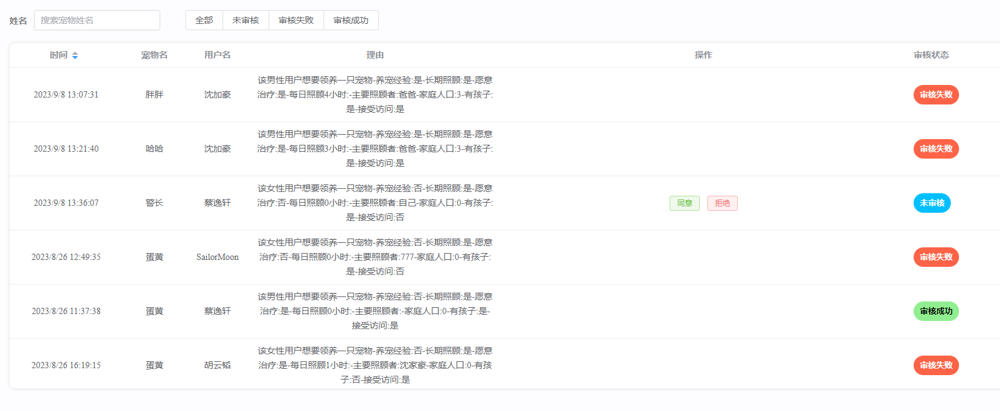 姓名 搜索宠物姓名 全部 未审核 审核失败 审核成功
时间 宠物名 用户名 理由 操作 审核状态
该男性用户想要领养一只宠物-养宠经验:是-长期照顾:是-愿意
2023/9/8 13:07:31 胖胖 沈加豪 治疗:是-每日照顾4小时:-主要照顾者:爸爸-家庭人口:3-有孩子: 审核失败
是-接受访问:是
该男性用户想要领养一只宠物-养宠经验:是-长期照顾:是-愿意
2023/9/8 13:21:40 哈哈 沈加豪 治疗:是-每日照顾3小时:-主要照顾者:爸爸-家庭人口:3-有孩子: 审核失败
是-接受访问:是
该女性用户想要领养一只宠物-养宠经验:否-长期照顾:是-愿意
2023/9/8 13:36:07 警长 蔡逸轩 治疗:否-每日照顾0小时:-主要照顾者:自己-家庭人口:0-有孩子: 同意 拒绝 未审核
是-接受访问:否
该女性用户想要领养一只宠物-养宠经验:否-长期照顾:是-愿意
2023/8/26 12:49:35 蛋黄 SailorMoon 治疗:否-每日照顾0小时:-主要照顾者:777-家庭人口:0-有孩子: 审核失败
是-接受访问:否
该男性用户想要领养一只宠物-养宠经验:否-长期照顾:是-愿意
2023/8/26 11:37:38 蛋黄 蔡逸轩 治疗:是-每日照顾0小时:-主要照顾者:-家庭人口:0-有孩子:是- 审核成功
接受访问:是
该女性用户想要领养一只宠物-养宠经验:否-长期照顾:是-愿意
2023/8/26 16:19:15 蛋黄 胡云韬 治疗:是-每日照顾1小时:-主要照顾者:沈家豪-家庭人口:0-有孩 审核失败
子:否-接受访问:是